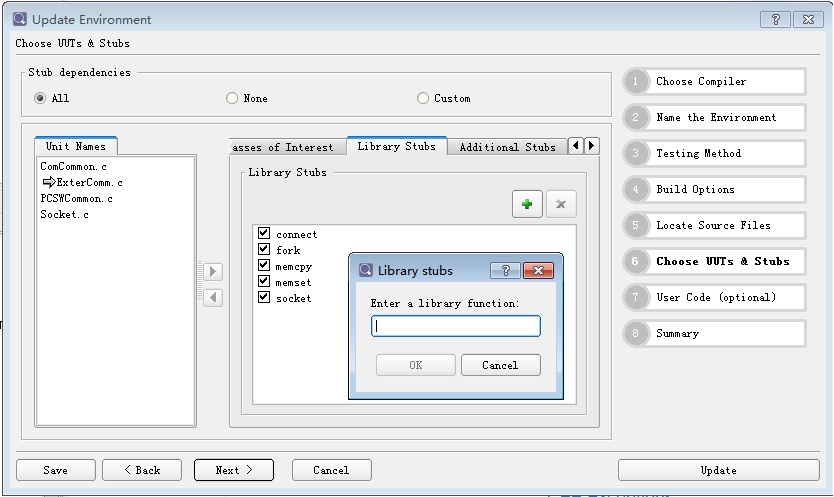 Update Environment
Choose UUTs & Stubs
Stub dependencies
All
None
Custom
Unit Names
ComCommon.c
ExterComm.c
PCSWCommon.c
Socket.c
asses of Interest
Library Stubs
Additional Stubs
Library Stubs
connect
fork
memcpy
memset
socket
Library stubs
Enter a library function:
OK
Cancel
1 Choose Compiler
2 Name the Environment
3 Testing Method
4 Build Options
5 Locate Source Files
6 Choose UUTs & Stubs
7 User Code (optional)
8 Summary
Save
< Back
Next >
Cancel
Update